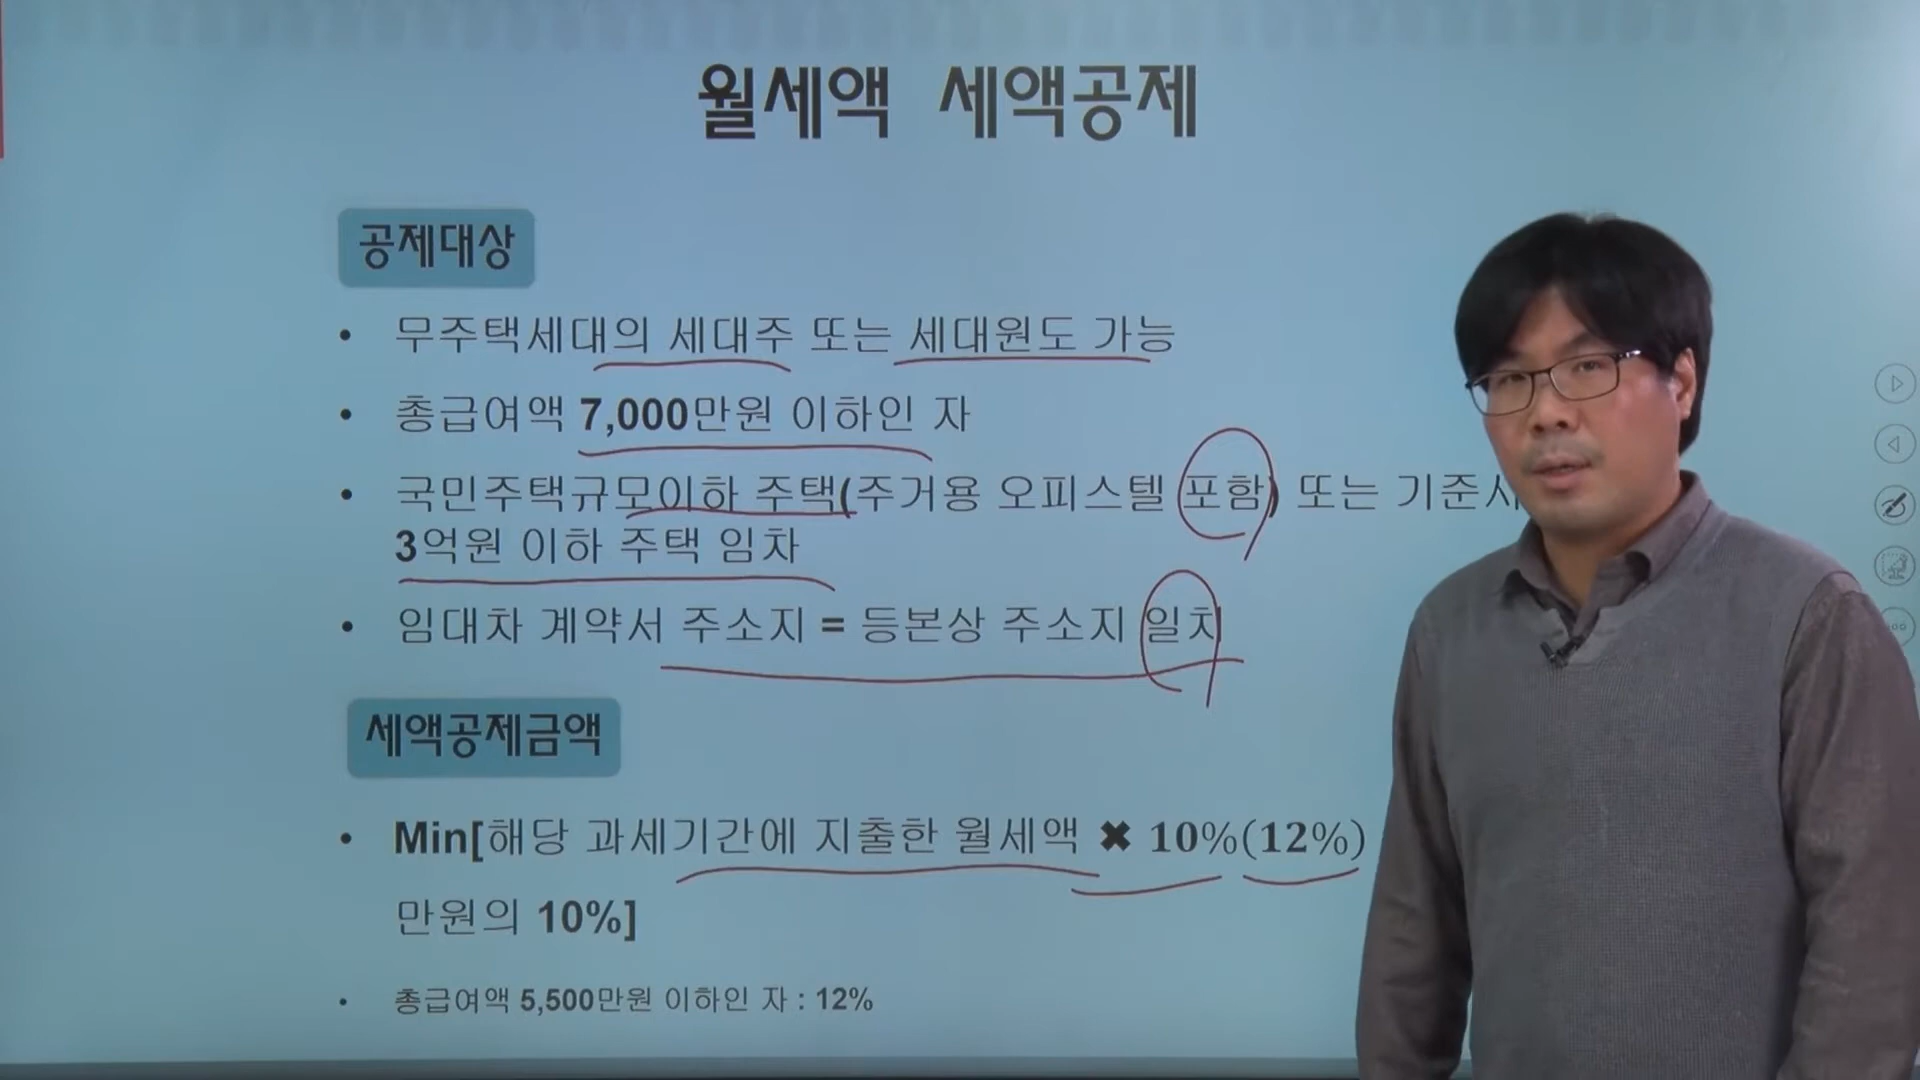 월세액 세액공제
공제대상
• 무주택세대의 세대주 또는 세대원도 가능
• 총급여액 7,000만원 이하인 자
• 국민주택규모이하 주택(주거용 오피스텔 포함) 또는 기준시
3억원 이하 주택 임차
• 임대차 계약서 주소지 = 등본상 주소지 일치
세액공제금액
• Min[해당 과세기간에 지출한 월세액 ✖ 10%(12%)
만원의 10%]
• 총급여액 5,500만원 이하인 자 : 12%